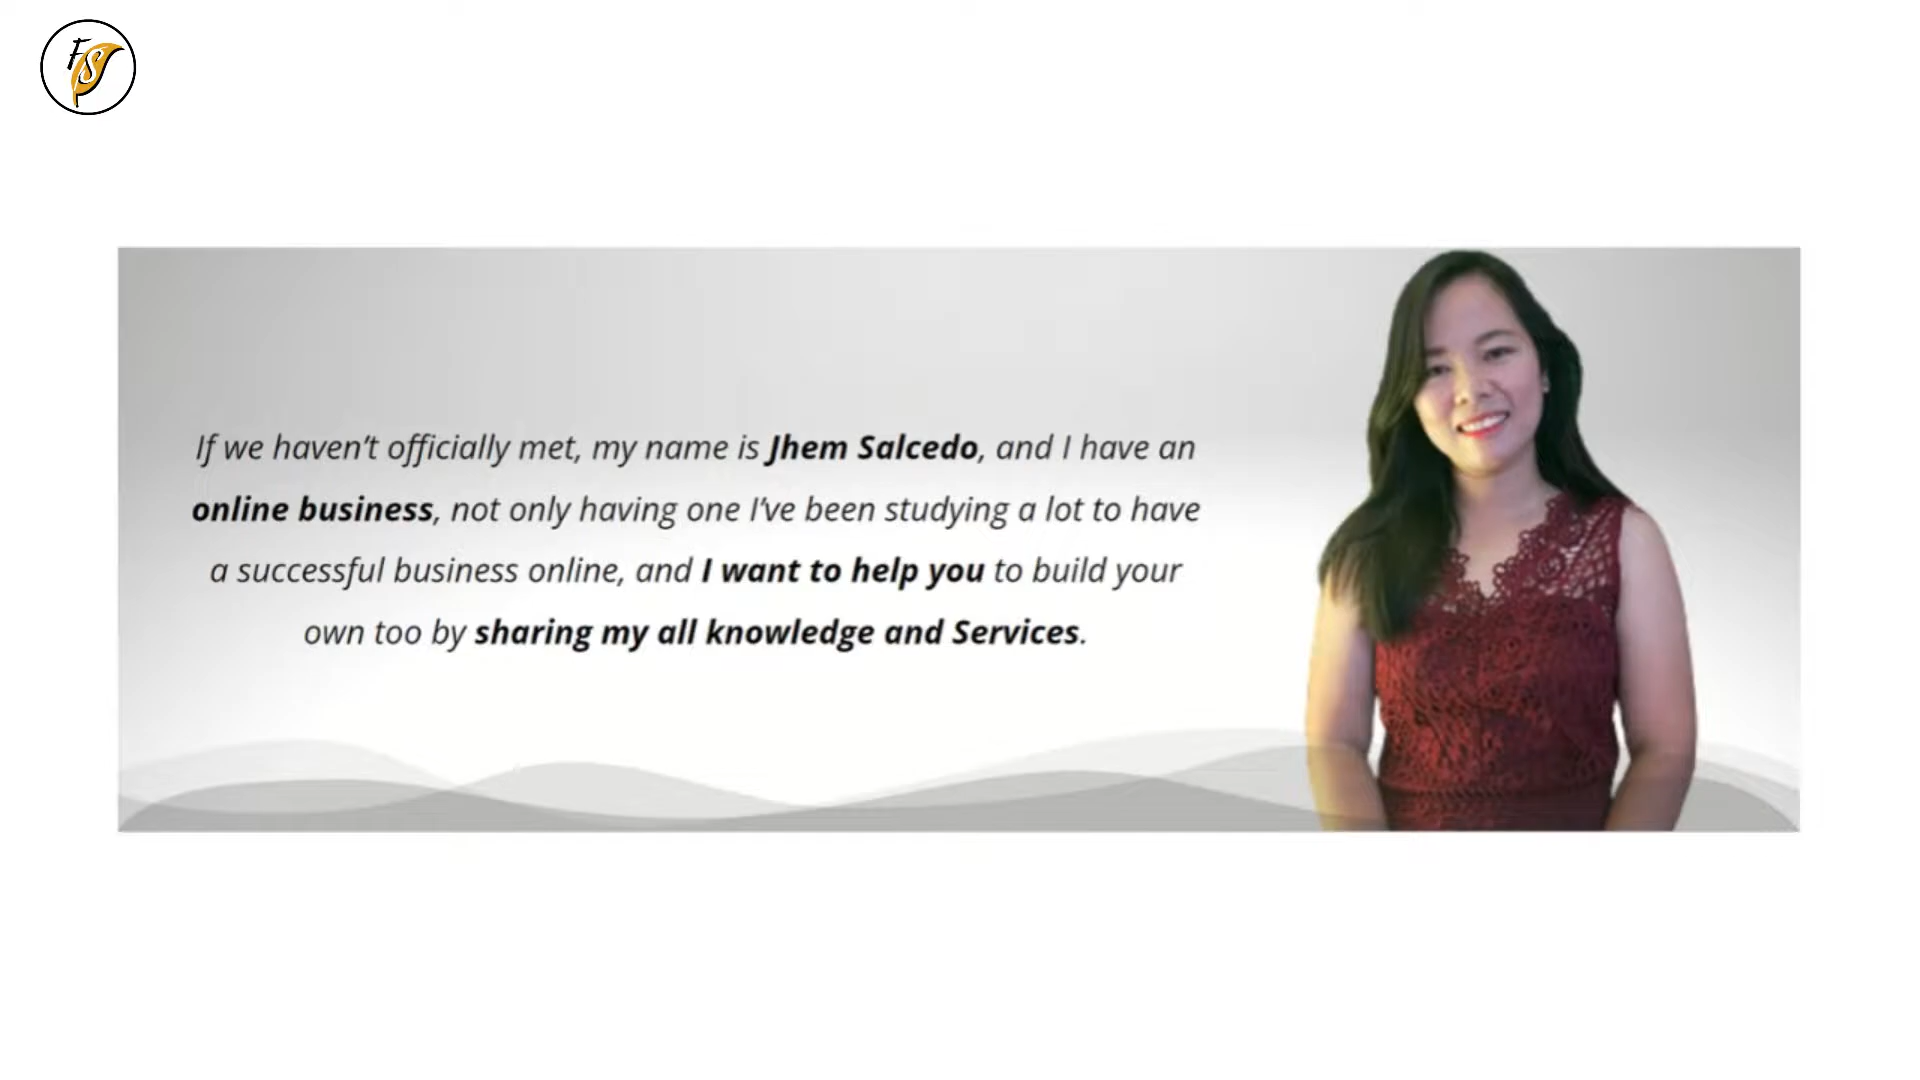 FS
If we haven't officially met, my name is Jhem Salcedo, and I have an
online business, not only having one I've been studying a lot to have
a successful business online, and I want to help you to build your
own too by sharing my all knowledge and Services.